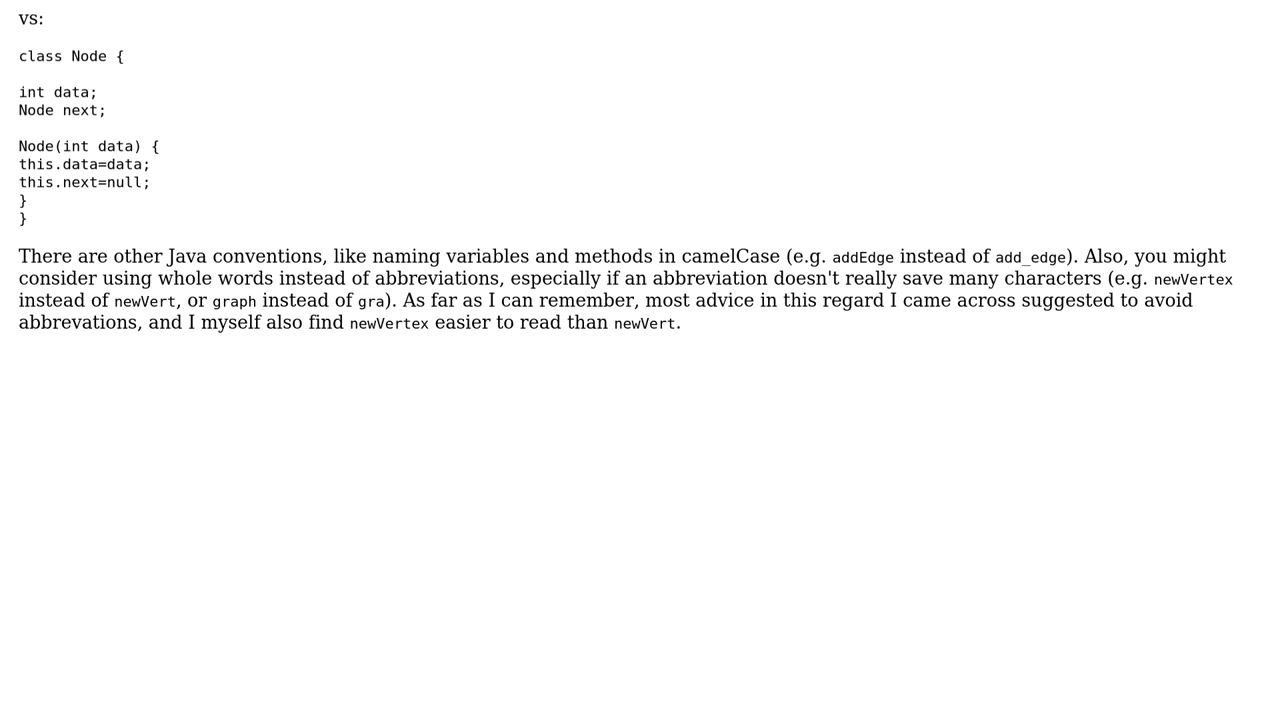 vs:
class Node {
int data;
Node next;
Node(int data) {
this.data=data;
this.next=null;
}
}
There are other Java conventions, like naming variables and methods in camelCase (e.g. addEdge instead of add_edge). Also, you might
consider using whole words instead of abbreviations, especially if an abbreviation doesn't really save many characters (e.g. newVertex
instead of newVert, or graph instead of gra). As far as I can remember, most advice in this regard I came across suggested to avoid
abbrevations, and I myself also find newVertex easier to read than newVert.